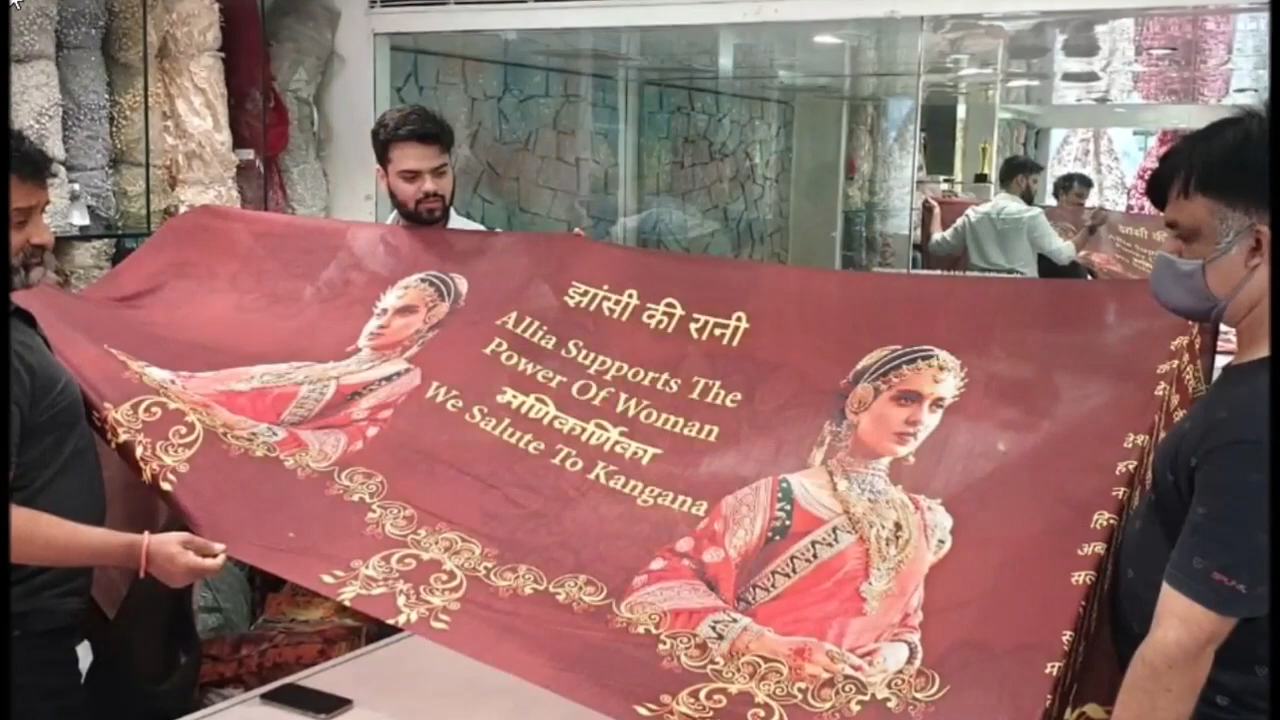 झांसी की रानी
Allia Supports The
Power Of Woman
मणिकर्णिका
We Salute To Kangana